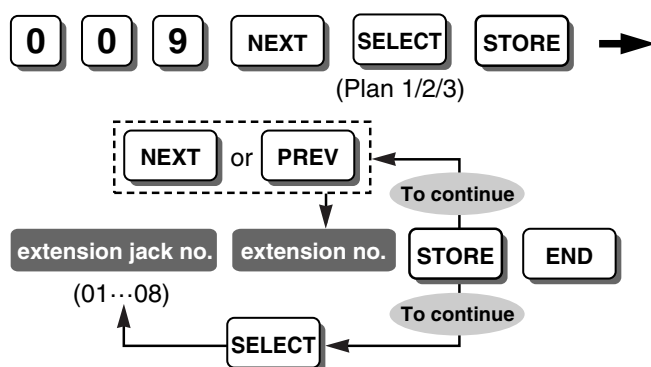 0 0 9 NEXT SELECT STORE
(Plan 1/2/3)
NEXT or PREV
To continue
extension jack no. extension no. STORE END
(01···08)
To continue
SELECT